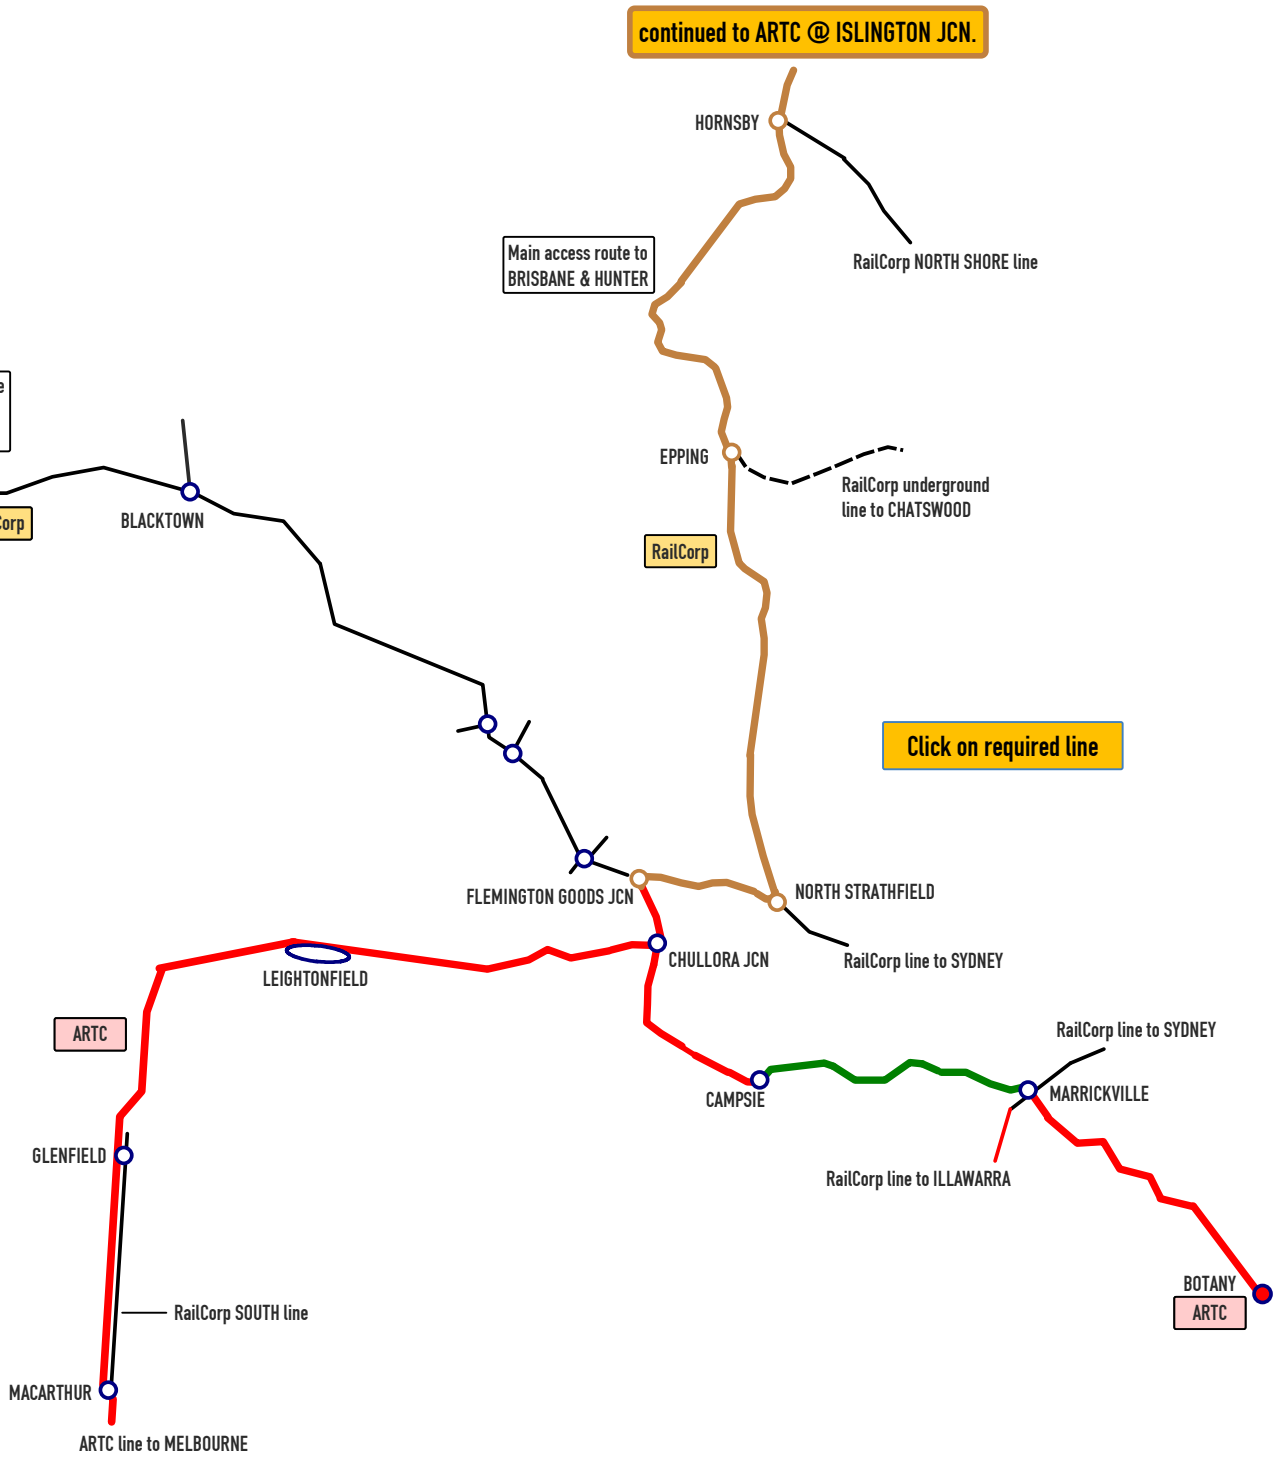 continued to ARTC @ ISLINGTON JCN.
HORNSBY
Main access route to
BRISBANE & HUNTER
RailCorp NORTH SHORE line
e
EPPING
RailCorp underground
line to CHATSWOOD
BLACKTOWN
Corp
RailCorp
Click on required line
FLEMINGTON GOODS JCN
NORTH STRATHFIELD
CHULLORA JCN
RailCorp line to SYDNEY
LEIGHTONFIELD
ARTC
RailCorp line to SYDNEY
CAMPSIE
MARRICKVILLE
GLENFIELD
RailCorp line to ILLAWARRA
BOTANY
ARTC
RailCorp SOUTH line
MACARTHUR
ARTC line to MELBOURNE